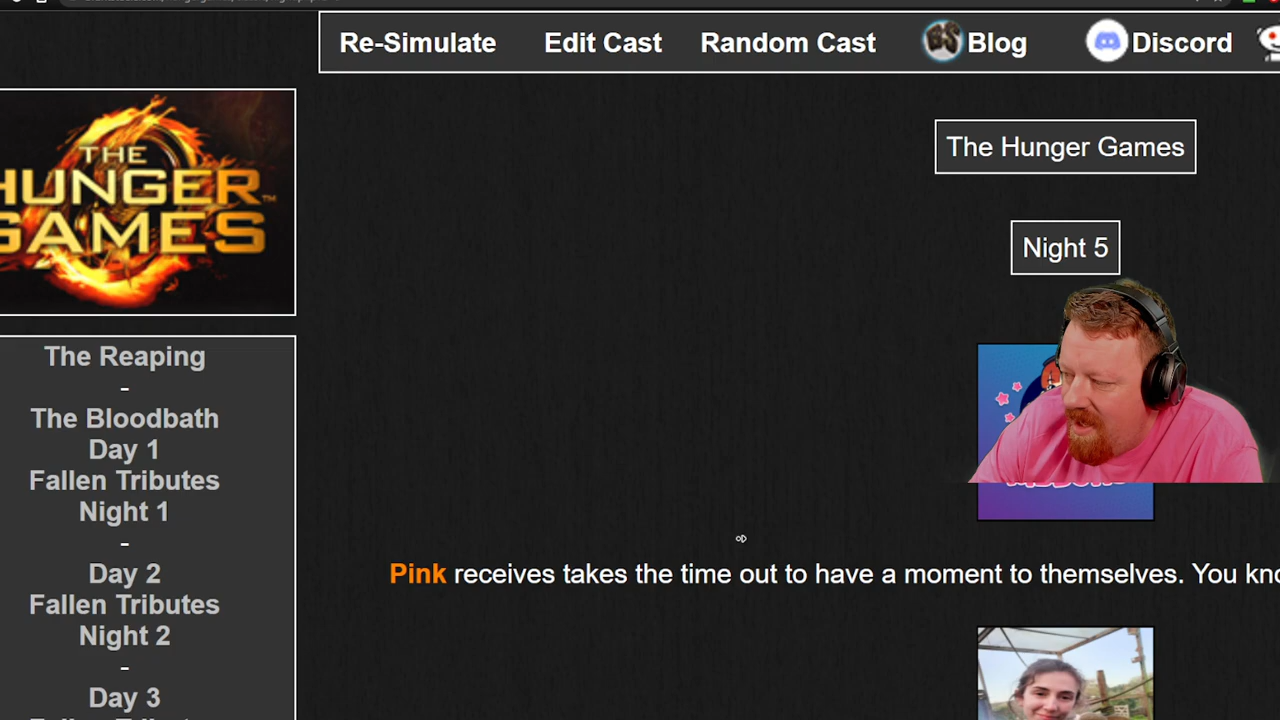 Re-Simulate Edit Cast Random Cast Blog Discord
THE
HUNGER
GAMES
The Hunger Games
Night 5
The Reaping
-
The Bloodbath
Day 1
Fallen Tributes
Night 1
-
Day 2
Fallen Tributes
Night 2
-
Day 3
Pink receives takes the time out to have a moment to themselves. You